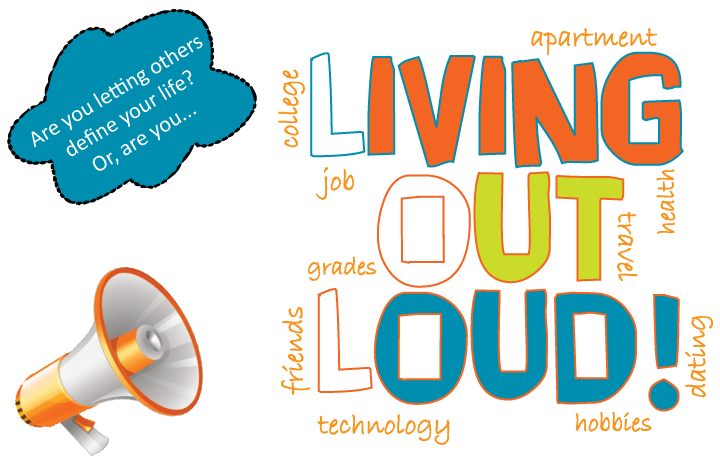 Are you letting others
define your life?
Or, are you...
apartment
college
LIVING
job
OUT
health
travel
grades
friends
LOUD!
dating
technology
hobbies